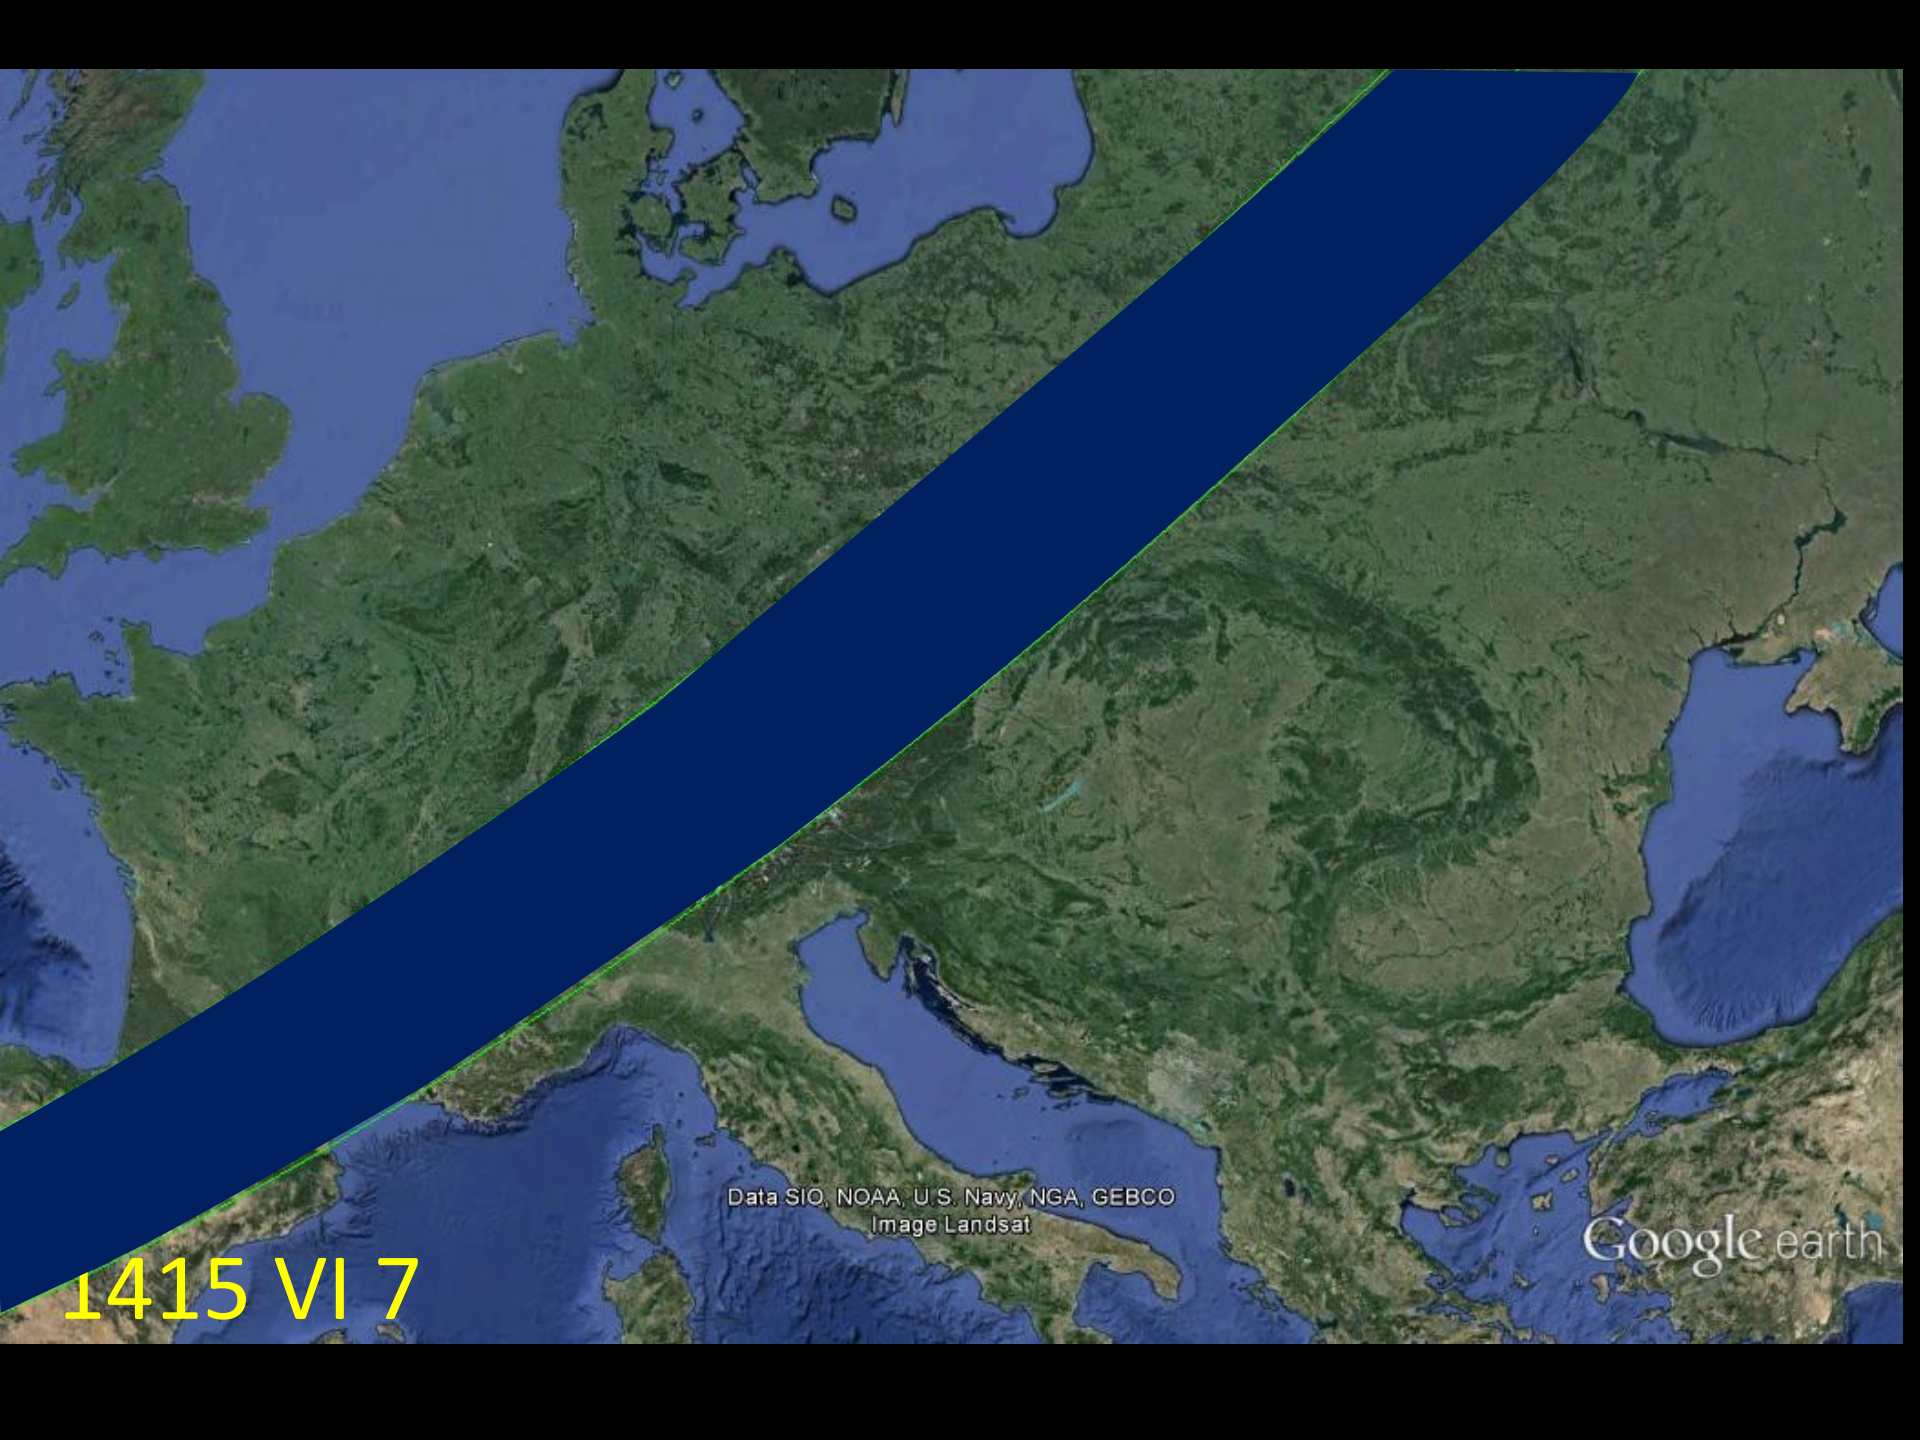 Data SIO, NOAA, U.S. Navy, NGA, GEBCO
Image Landsat
Google earth
1415 VI 7